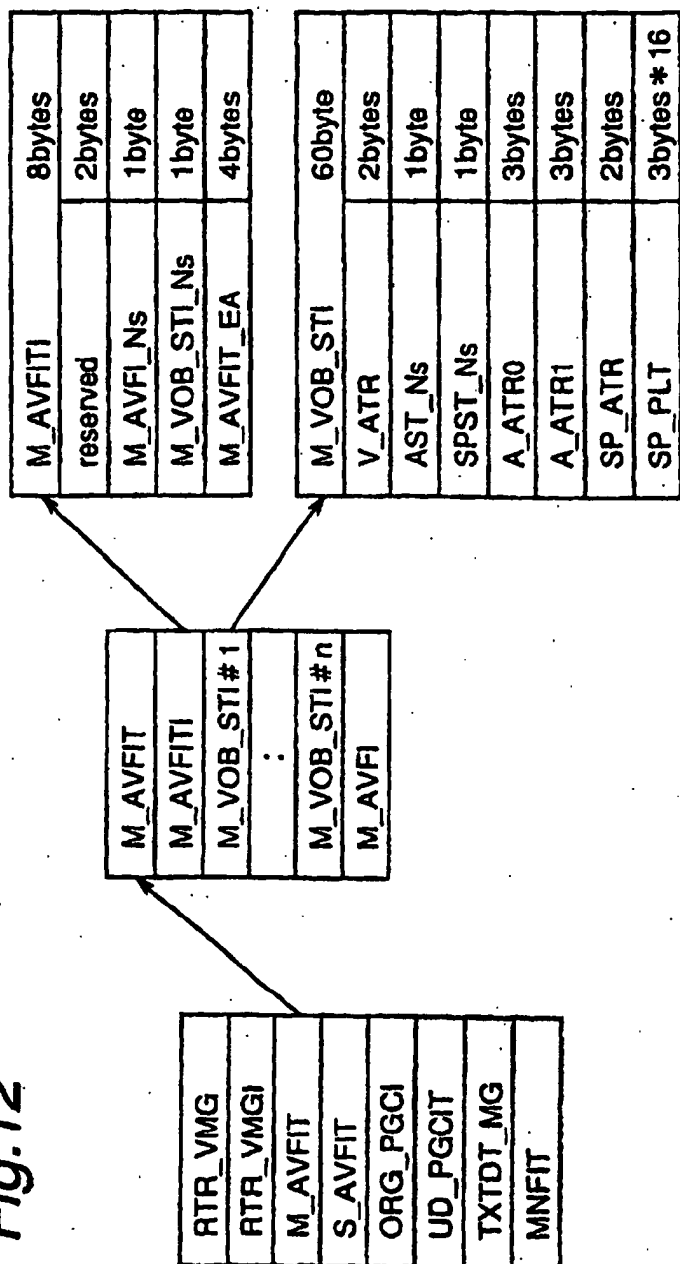 Fig.12
RTR_VMG
RTR_VMGI
M_AVFIT
S_AVFIT
ORG_PGCI
UD_PGCIT
TXTDT_MG
MNFIT
M_AVFIT
M_AVFITI
M_VOB_STI#1
:
M_VOB_STI#n
M_AVFI
M_AVFITI 8bytes
reserved 2bytes
M_AVFI_Ns 1byte
M_VOB_STI_Ns 1byte
M_AVFIT_EA 4bytes
M_VOB_STI 60byte
V_ATR 2bytes
AST_Ns 1byte
SPST_Ns 1byte
A_ATR0 3bytes
A_ATR1 3bytes
SP_ATR 2bytes
SP_PLT 3bytes*16